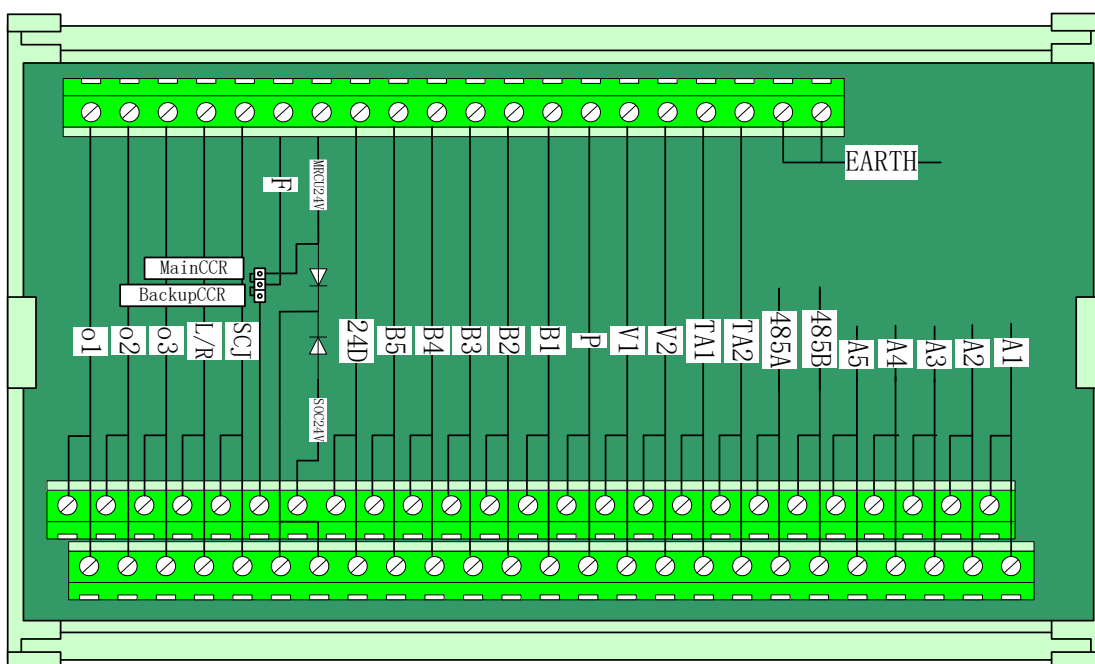 EARTH
MRCU24V
F
MainCCR
BackupCCR
o1
o2
o3
L/R
SCJ
24D
B5
B4
B3
B2
B1
P
V1
V2
TA1
TA2
485A
485B
A5
A4
A3
A2
A1
SOC24V